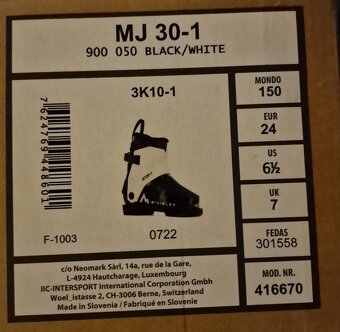 MJ 30-1
900 050 BLACK/WHITE
3K10-1
7624769448601
F-1003
0722
MONDO
150
EUR
24
US
6½
UK
7
FEDAS
301558
MOD. NR.
416670
c/o Neomark Sàrl, 14a, rue de la Gare,
L-4924 Hautcharage, Luxembourg
IIC-INTERSPORT International Corporation GmbH
Woel_istasse 2, CH-3006 Berne, Switzerland
Made in Slovenia / Fabriqué en Slovenie